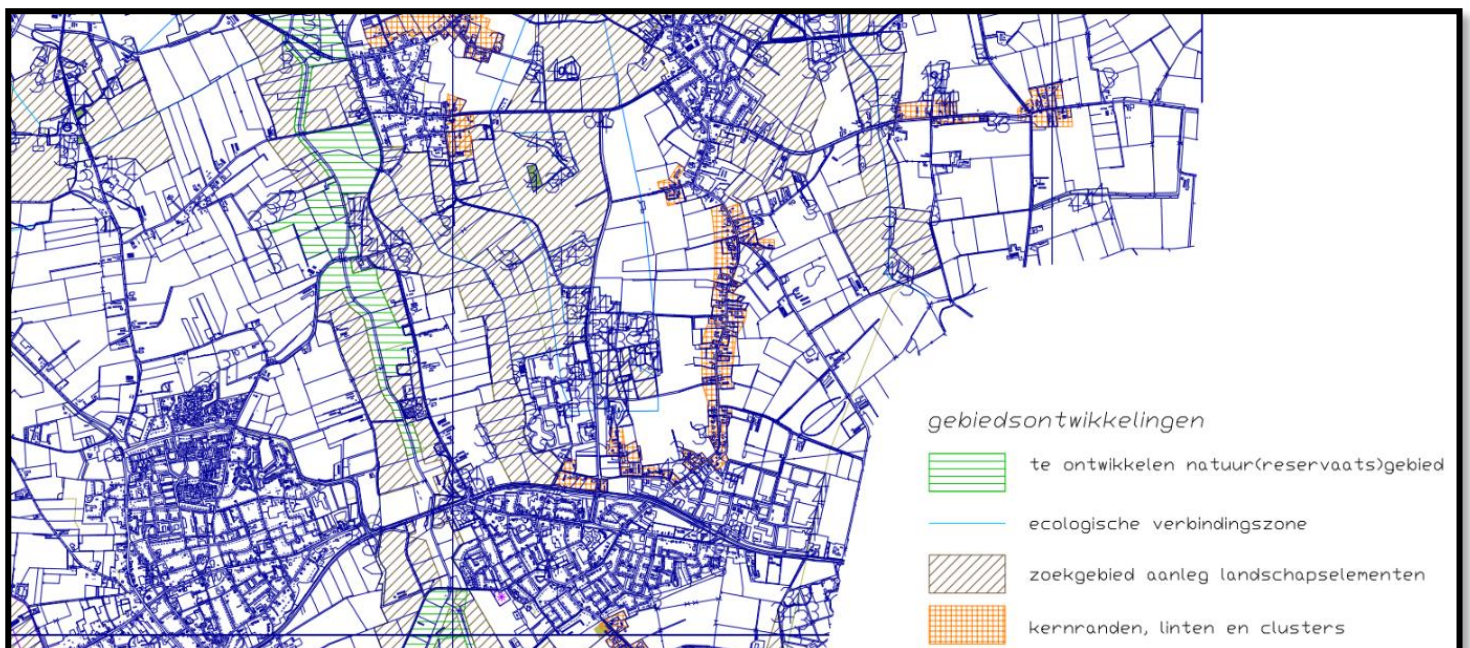 gebiedsontwikkelingen
te ontwikkelen natuur(reservaats)gebied
ecologische verbindingszone
zoekgebied aanleg landschapselementen
kernranden, linten en clusters